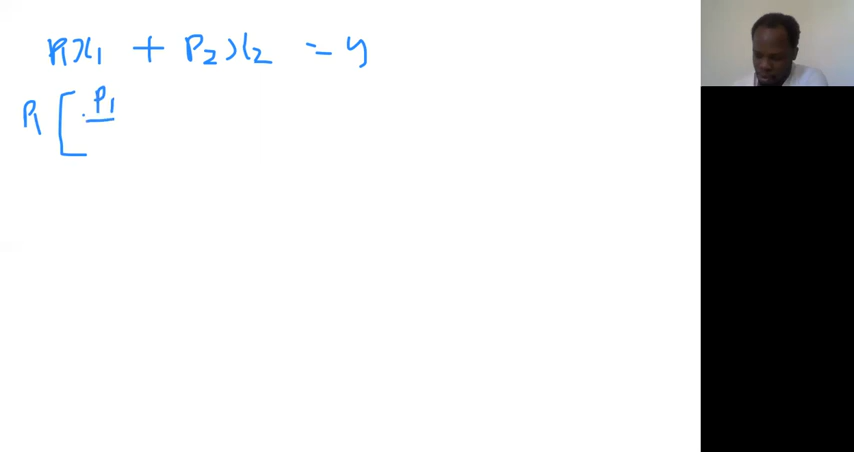 P₁x₁ + P₂x₂ = y
P₁ [ P₁